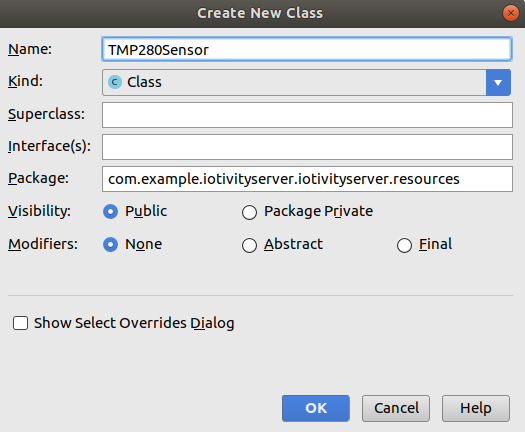 Create New Class
Name: TMP280Sensor
Kind: C Class
Superclass:
Interface(s):
Package: com.example.iotivityserver.iotivityserver.resources
Visibility: Public Package Private
Modifiers: None Abstract Final
Show Select Overrides Dialog
OK Cancel Help